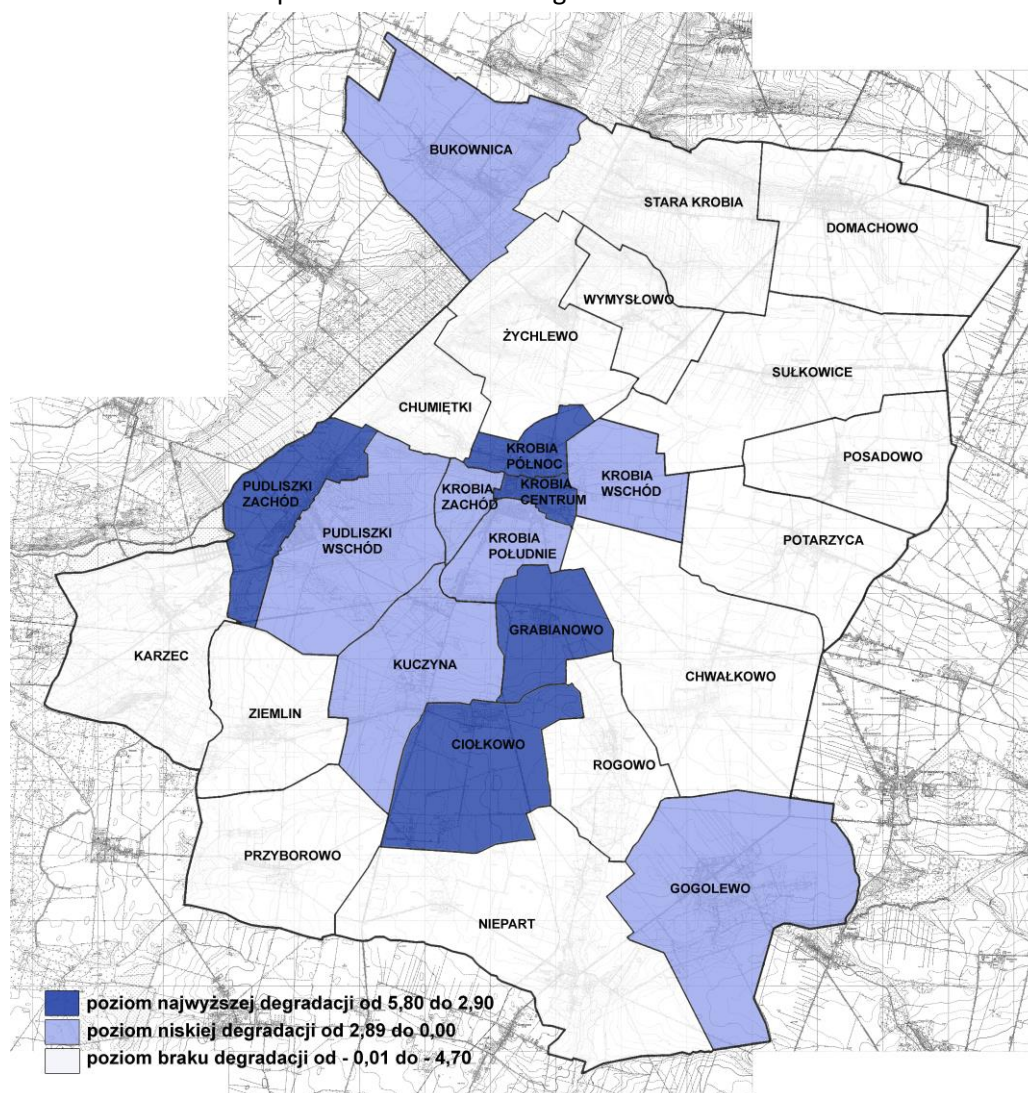 BUKOWNICA
STARA KROBIA
DOMACHOWO
WYMYSŁOWO
ŻYCHLEWO
SUŁKOWICE
CHUMIĘTKI
KROBIA
PÓŁNOC
POSADOWO
PUDLISZKI
ZACHÓD
KROBIA
ZACHÓD
KROBIA
CENTRUM
KROBIA
WSCHÓD
PUDLISZKI
WSCHÓD
KROBIA
POŁUDNIE
POTARZYCA
GRABIANOWO
KARZEC
KUCZYNA
CHWAŁKOWO
ZIEMLIN
CIOŁKOWO
ROGOWO
PRZYBOROWO
GOGOLEWO
NIEPART
poziom najwyższej degradacji od 5,80 do 2,90
poziom niskiej degradacji od 2,89 do 0,00
poziom braku degradacji od - 0,01 do - 4,70